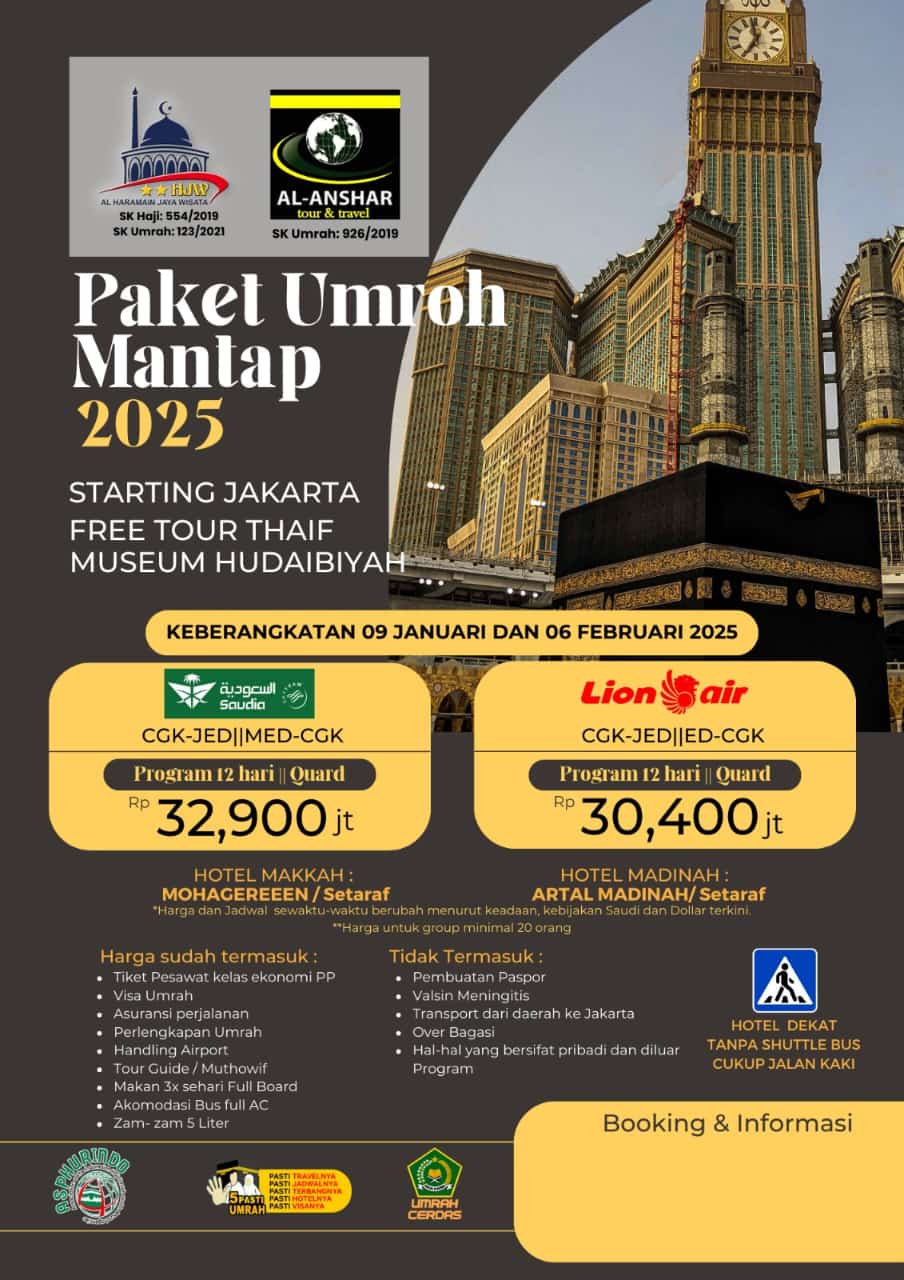 HJW
AL HARAMAIN JAYA WISATA
SK Haji: 554/2019
SK Umrah: 123/2021
AL-ANSHAR
tour & travel
SK Umrah: 926/2019
Paket Umroh
Mantap
2025
STARTING JAKARTA
FREE TOUR THAIF
MUSEUM HUDAIBIYAH
KEBERANGKATAN 09 JANUARI DAN 06 FEBRUARI 2025
السعودية
Saudia
SKYTEAM
CGK-JED||MED-CGK
Program 12 hari || Quard
Rp 32,900 jt
Lion air
CGK-JED||ED-CGK
Program 12 hari || Quard
Rp 30,400 jt
HOTEL MAKKAH :
MOHAGEREEEN / Setaraf
HOTEL MADINAH :
ARTAL MADINAH/ Setaraf
*Harga dan Jadwal sewaktu-waktu berubah menurut keadaan, kebijakan Saudi dan Dollar terkini.
**Harga untuk group minimal 20 orang
Harga sudah termasuk :
• Tiket Pesawat kelas ekonomi PP
• Visa Umrah
• Asuransi perjalanan
• Perlengkapan Umrah
• Handling Airport
• Tour Guide / Muthowif
• Makan 3x sehari Full Board
• Akomodasi Bus full AC
• Zam- zam 5 Liter
Tidak Termasuk :
• Pembuatan Paspor
• Valsin Meningitis
• Transport dari daerah ke Jakarta
• Over Bagasi
• Hal-hal yang bersifat pribadi dan diluar
Program
HOTEL DEKAT
TANPA SHUTTLE BUS
CUKUP JALAN KAKI
Booking & Informasi
ASPHURINDO
5 PASTI
UMRAH
PASTI TRAVELNYA
PASTI JADWALNYA
PASTI TERBANGNYA
PASTI HOTELNYA
PASTI VISANYA
UMRAH
CERDAS